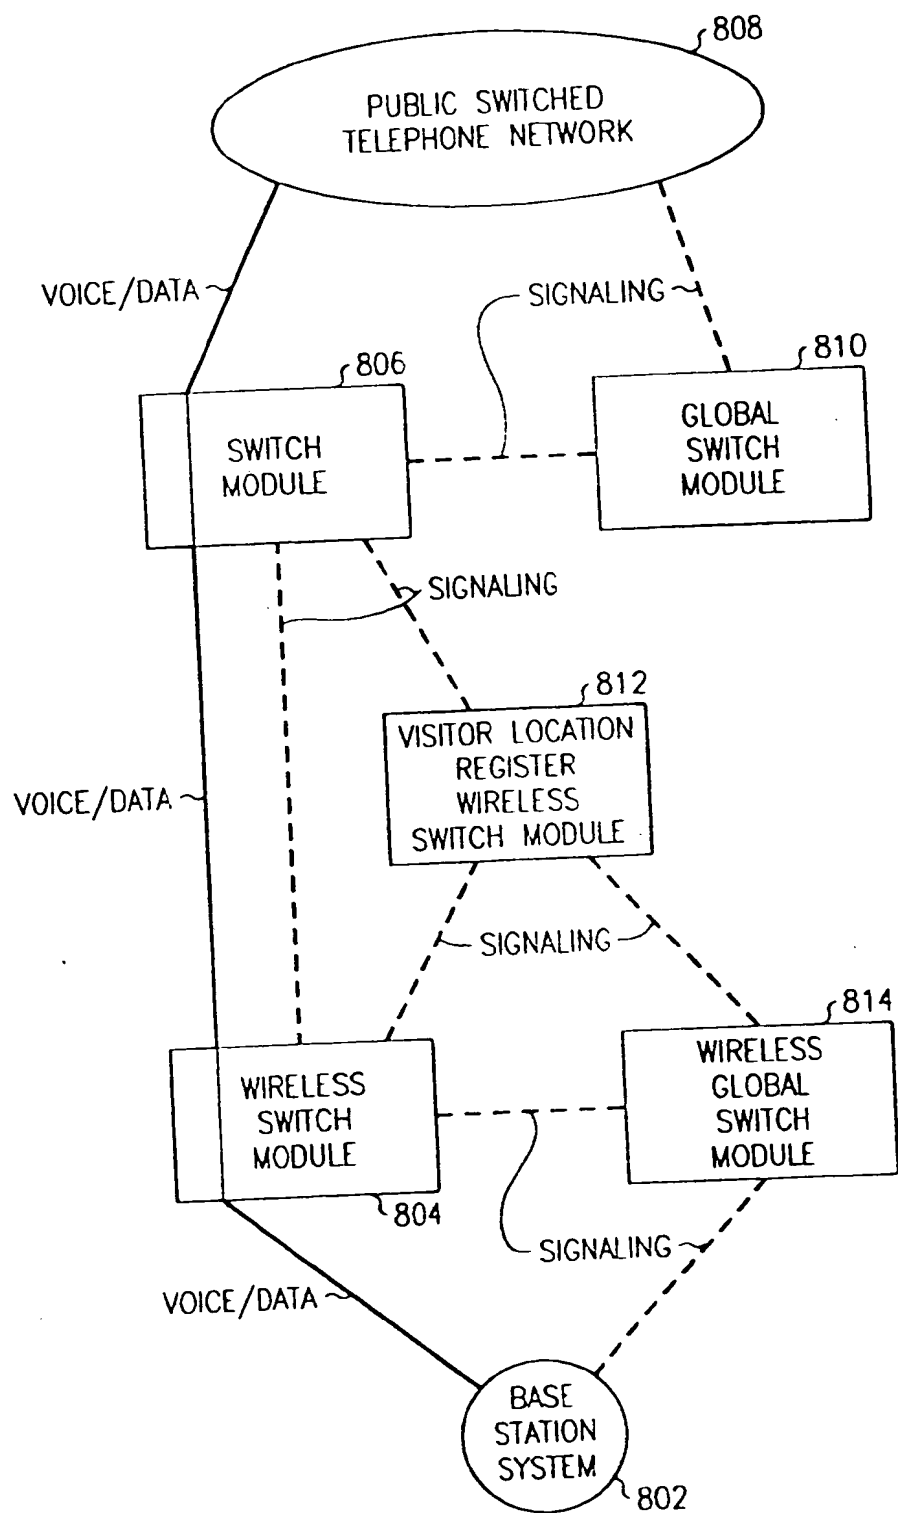 808
PUBLIC SWITCHED
TELEPHONE NETWORK
VOICE/DATA
SIGNALING
806
810
SWITCH
MODULE
GLOBAL
SWITCH
MODULE
SIGNALING
812
VISITOR LOCATION
REGISTER
WIRELESS
SWITCH MODULE
VOICE/DATA
SIGNALING
814
WIRELESS
SWITCH
MODULE
WIRELESS
GLOBAL
SWITCH
MODULE
804
SIGNALING
VOICE/DATA
BASE
STATION
SYSTEM
802